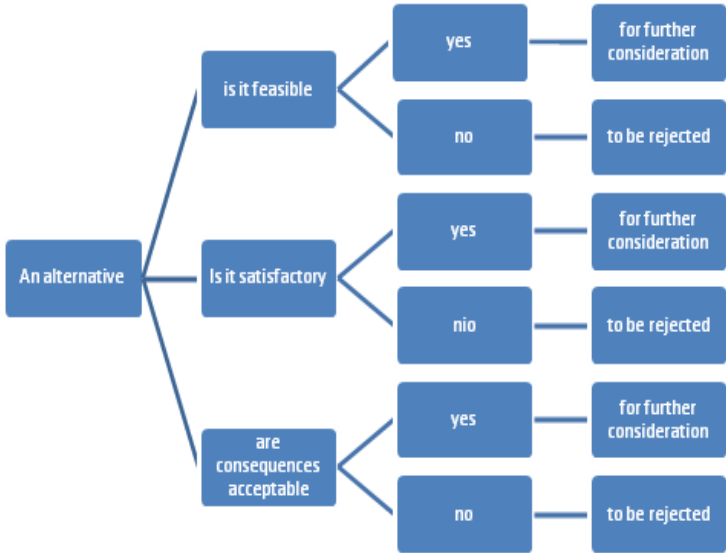 An alternative
is it feasible
yes
for further
consideration
no
to be rejected
Is it satisfactory
yes
for further
consideration
nio
to be rejected
are
consequences
acceptable
yes
for further
consideration
no
to be rejected